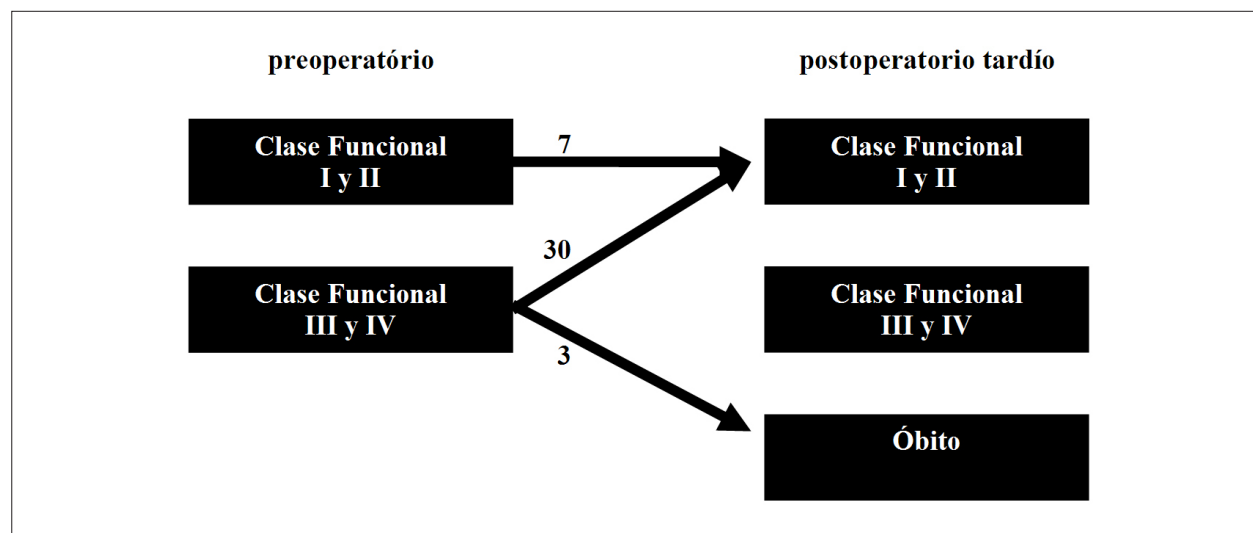 preoperatório
postoperatorio tardío
Clase Funcional
I y II
7
Clase Funcional
I y II
30
Clase Funcional
III y IV
3
Clase Funcional
III y IV
Óbito